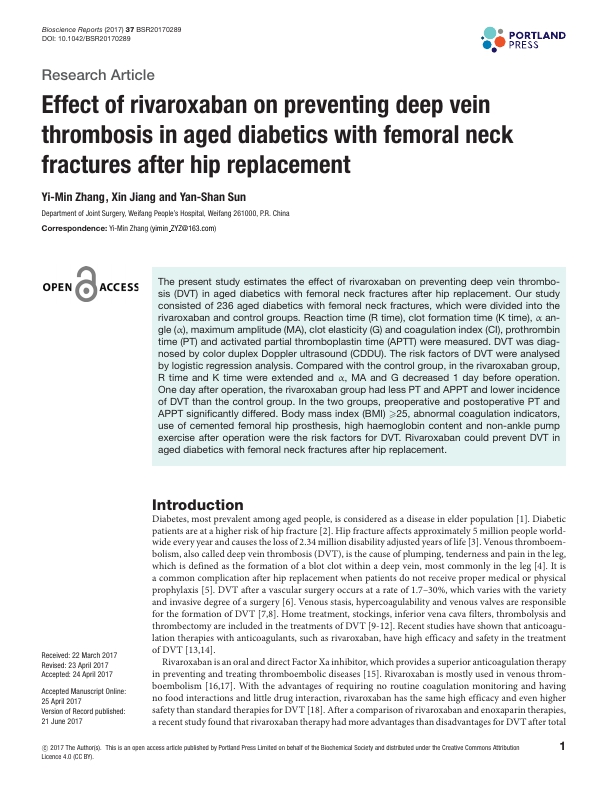 Bioscience Reports (2017) 37 BSR20170289
DOI: 10.1042/BSR20170289
PORTLAND
PRESS
Research Article
Effect of rivaroxaban on preventing deep vein
thrombosis in aged diabetics with femoral neck
fractures after hip replacement
Yi-Min Zhang, Xin Jiang and Yan-Shan Sun
Department of Joint Surgery, Weifang People's Hospital, Weifang 261000, P.R. China
Correspondence: Yi-Min Zhang (yimin_ZYZ@163.com)
OPEN ACCESS
The present study estimates the effect of rivaroxaban on preventing deep vein thrombo-
sis (DVT) in aged diabetics with femoral neck fractures after hip replacement. Our study
consisted of 236 aged diabetics with femoral neck fractures, which were divided into the
rivaroxaban and control groups. Reaction time (R time), clot formation time (K time), α an-
gle (α), maximum amplitude (MA), clot elasticity (G) and coagulation index (CI), prothrombin
time (PT) and activated partial thromboplastin time (APTT) were measured. DVT was diag-
nosed by color duplex Doppler ultrasound (CDDU). The risk factors of DVT were analysed
by logistic regression analysis. Compared with the control group, in the rivaroxaban group,
R time and K time were extended and α, MA and G decreased 1 day before operation.
One day after operation, the rivaroxaban group had less PT and APPT and lower incidence
of DVT than the control group. In the two groups, preoperative and postoperative PT and
APPT significantly differed. Body mass index (BMI) ⩾25, abnormal coagulation indicators,
use of cemented femoral hip prosthesis, high haemoglobin content and non-ankle pump
exercise after operation were the risk factors for DVT. Rivaroxaban could prevent DVT in
aged diabetics with femoral neck fractures after hip replacement.
Introduction
Diabetes, most prevalent among aged people, is considered as a disease in elder population [1]. Diabetic
patients are at a higher risk of hip fracture [2]. Hip fracture affects approximately 5 million people world-
wide every year and causes the loss of 2.34 million disability adjusted years of life [3]. Venous thromboem-
bolism, also called deep vein thrombosis (DVT), is the cause of plumping, tenderness and pain in the leg,
which is defined as the formation of a blot clot within a deep vein, most commonly in the leg [4]. It is
a common complication after hip replacement when patients do not receive proper medical or physical
prophylaxis [5]. DVT after a vascular surgery occurs at a rate of 1.7–30%, which varies with the variety
and invasive degree of a surgery [6]. Venous stasis, hypercoagulability and venous valves are responsible
for the formation of DVT [7,8]. Home treatment, stockings, inferior vena cava filters, thrombolysis and
thrombectomy are included in the treatments of DVT [9-12]. Recent studies have shown that anticoagu-
lation therapies with anticoagulants, such as rivaroxaban, have high efficacy and safety in the treatment
of DVT [13,14].
Rivaroxaban is an oral and direct Factor Xa inhibitor, which provides a superior anticoagulation therapy
in preventing and treating thromboembolic diseases [15]. Rivaroxaban is mostly used in venous throm-
boembolism [16,17]. With the advantages of requiring no routine coagulation monitoring and having
no food interactions and little drug interaction, rivaroxaban has the same high efficacy and even higher
safety than standard therapies for DVT [18]. After a comparison of rivaroxaban and enoxaparin therapies,
a recent study found that rivaroxaban therapy had more advantages than disadvantages for DVT after total
Received: 22 March 2017
Revised: 23 April 2017
Accepted: 24 April 2017
Accepted Manuscript Online:
25 April 2017
Version of Record published:
21 June 2017
© 2017 The Author(s). This is an open access article published by Portland Press Limited on behalf of the Biochemical Society and distributed under the Creative Commons Attribution
Licence 4.0 (CC BY).
1